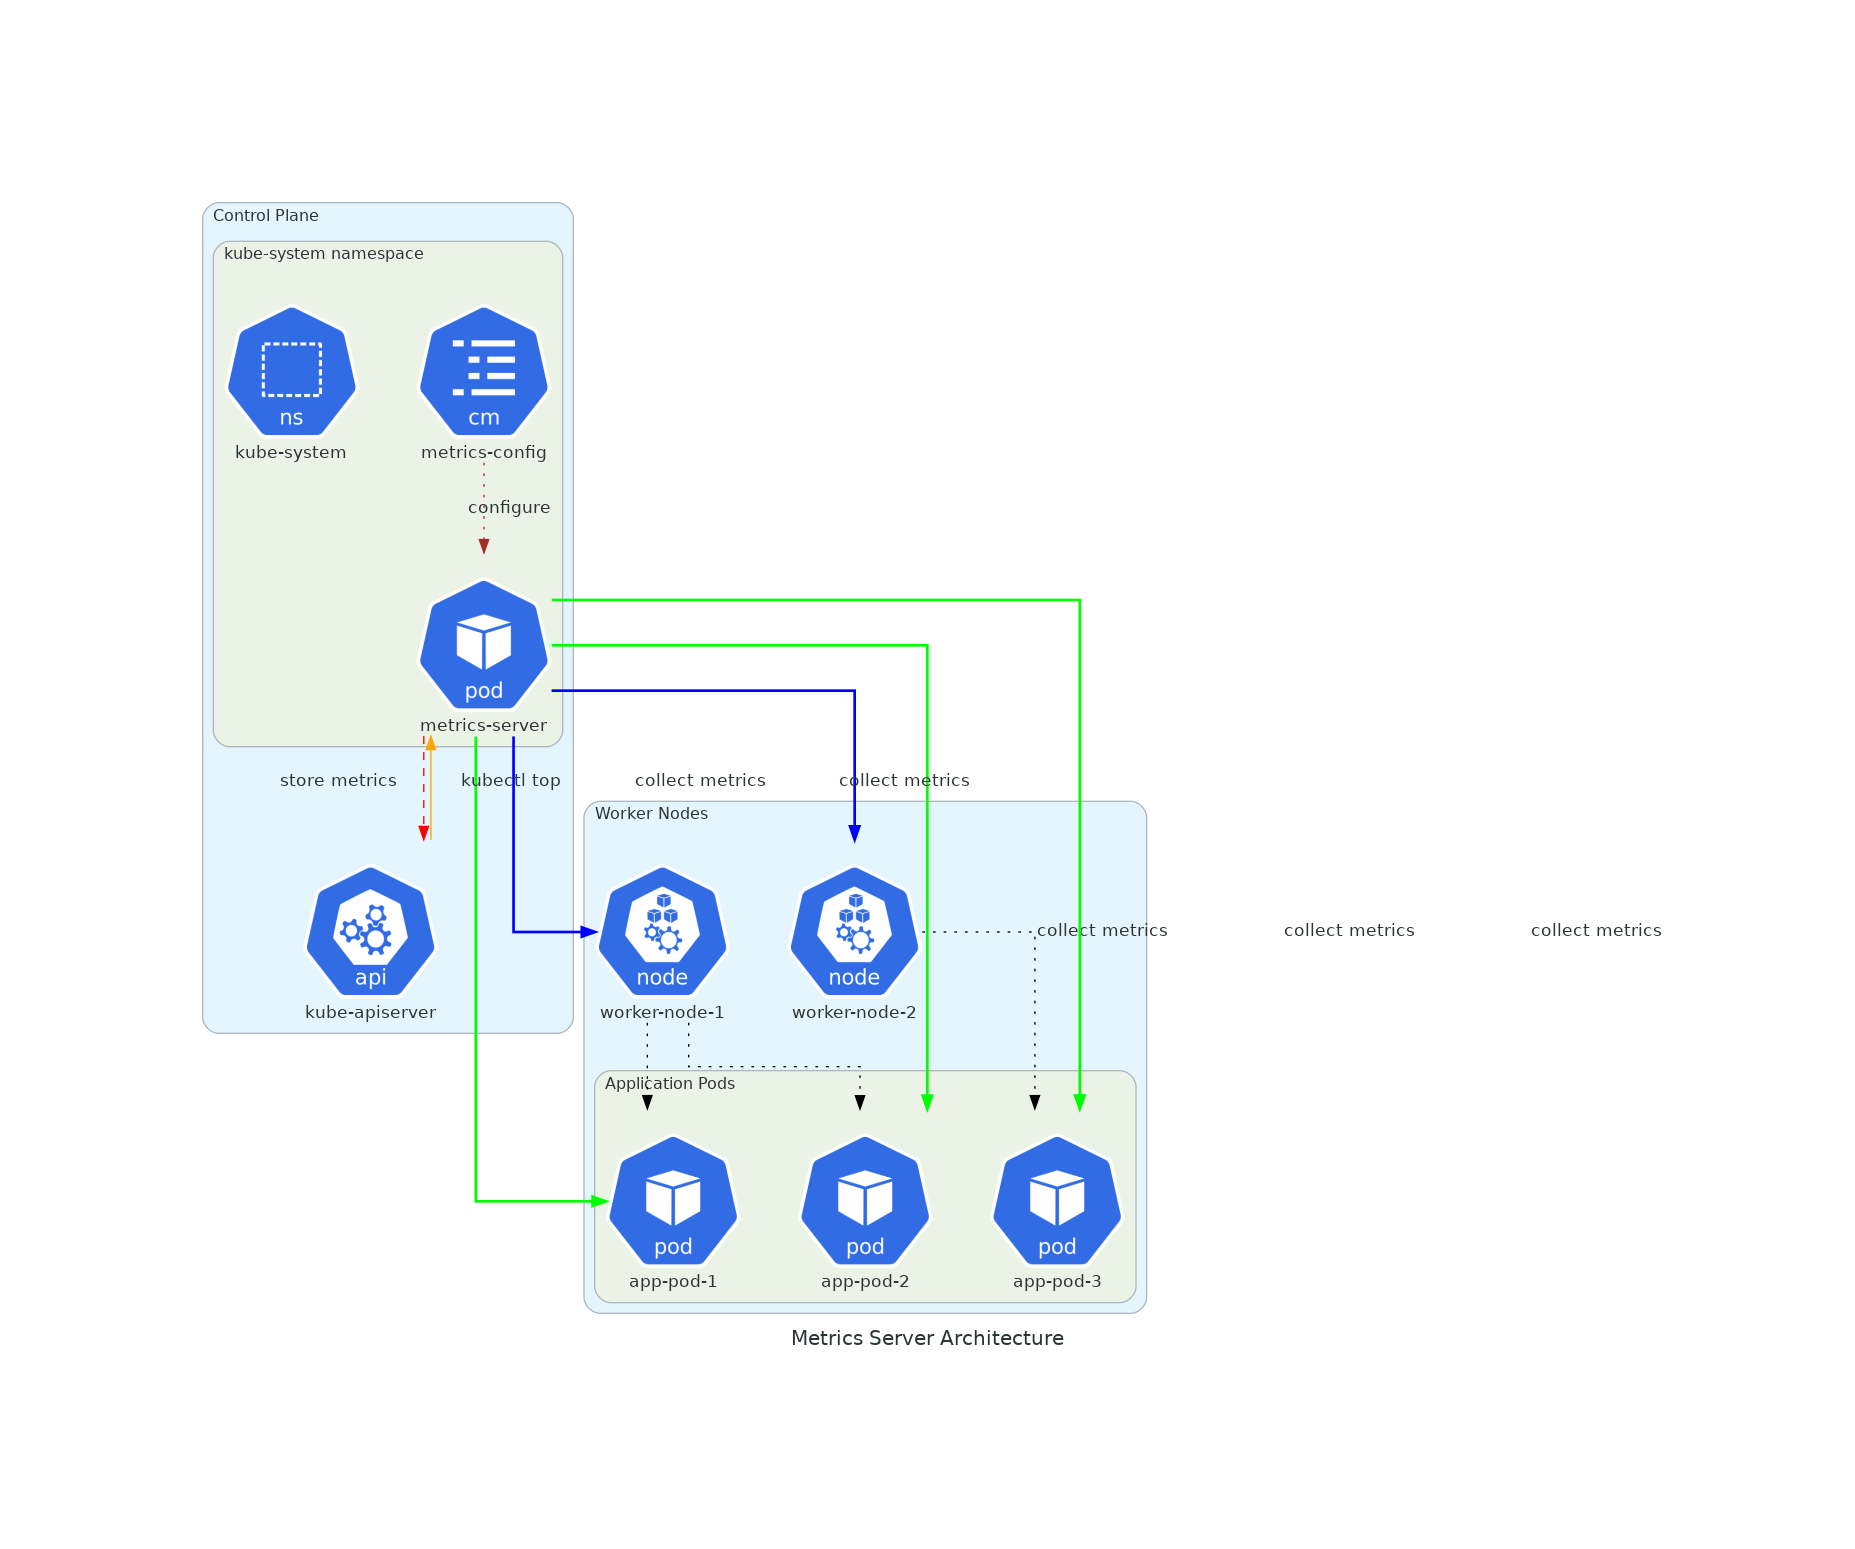 Control Plane
kube-system namespace
ns
cm
kube-system
metrics-config
configure
pod
metrics-server
store metrics
kubectl top
collect metrics
collect metrics
Worker Nodes
api
node
node
collect metrics
collect metrics
collect metrics
kube-apiserver
worker-node-1
worker-node-2
Application Pods
pod
pod
pod
app-pod-1
app-pod-2
app-pod-3
Metrics Server Architecture